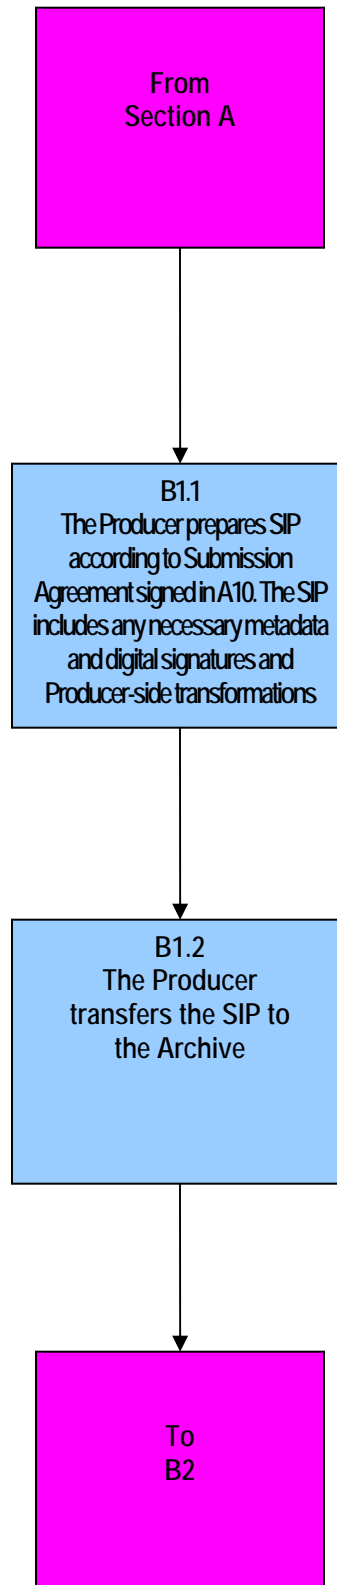 From
Section A
B1.1
The Producer prepares SIP
according to Submission
Agreement signed in A10. The SIP
includes any necessary metadata
and digital signatures and
Producer-side transformations
B1.2
The Producer
transfers the SIP to
the Archive
To
B2